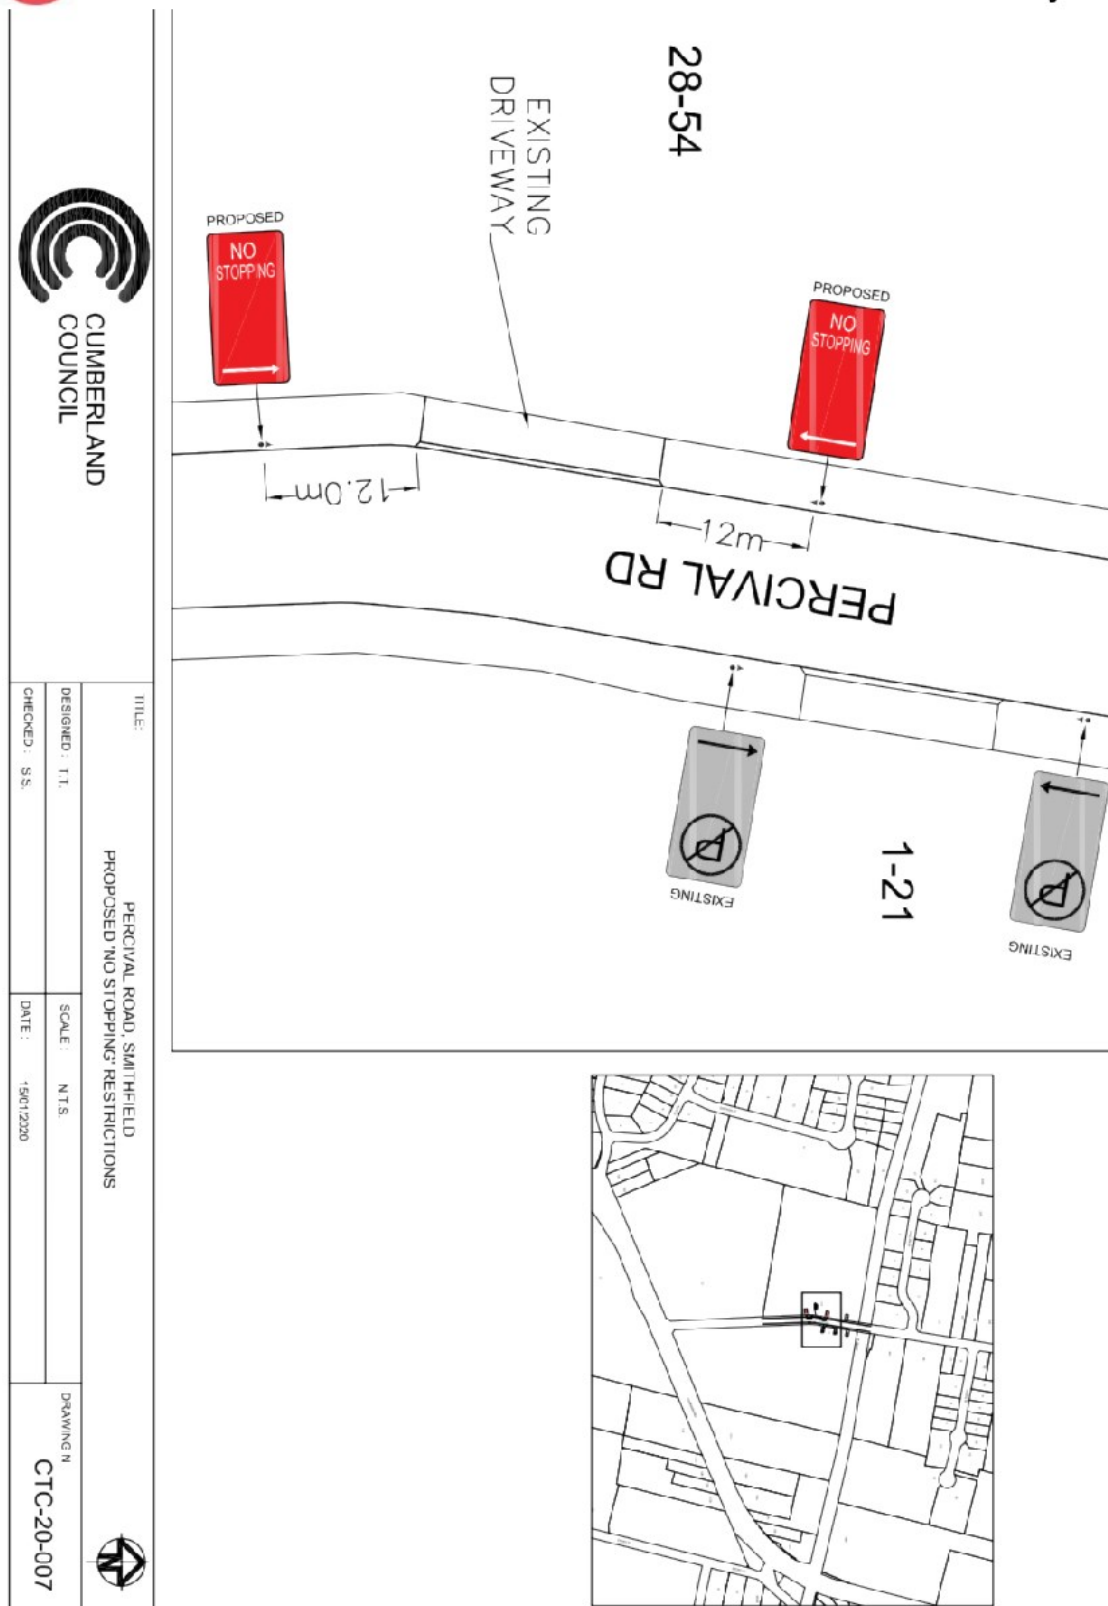 28-54
EXISTING
DRIVEWAY
PROPOSED
NO
STOPPING
PROPOSED
NO
STOPPING
12.0m
12m
PERCIVAL RD
P
EXISTING
P
EXISTING
1-21
CUMBERLAND
COUNCIL
TITLE:
PERCIVAL ROAD, SMITHFIELD
PROPOSED 'NO STOPPING' RESTRICTIONS
DESIGNED : T.T.
SCALE : N.T.S.
CHECKED : S.S.
DATE : 15/01/2020
DRAWING N
CTC-20-007
N